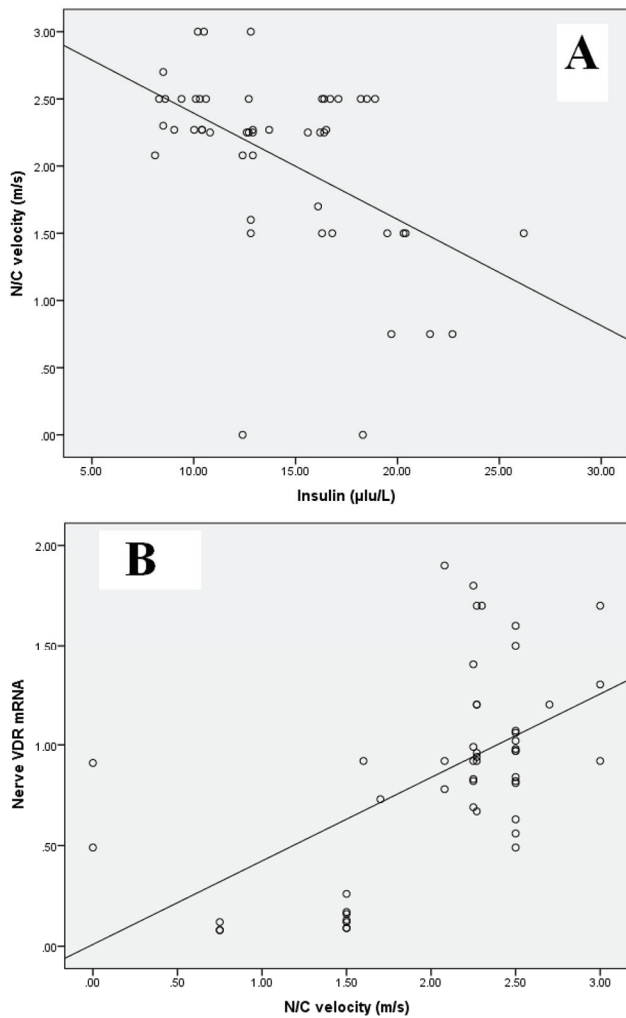 A
3.00
2.50
2.00
1.50
1.00
.50
.00
N/C velocity (m/s)
5.00 10.00 15.00 20.00 25.00 30.00
Insulin (µlu/L)
B
2.00
1.50
1.00
.50
.00
Nerve VDR mRNA
.00 .50 1.00 1.50 2.00 2.50 3.00
N/C velocity (m/s)